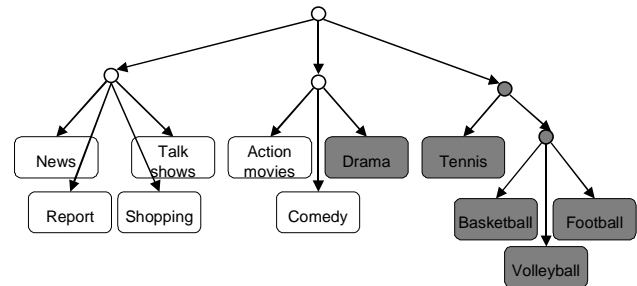 News
Talk
shows
Action
movies
Drama
Tennis
Report
Shopping
Comedy
Basketball
Football
Volleyball